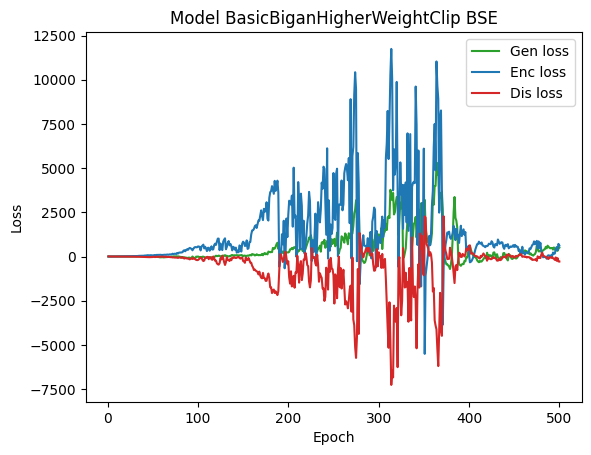 Model BasicBiganHigherWeightClip BSE
Gen loss
Enc loss
Dis loss
12500
10000
7500
5000
2500
0
−2500
−5000
−7500
Loss
0 100 200 300 400 500
Epoch